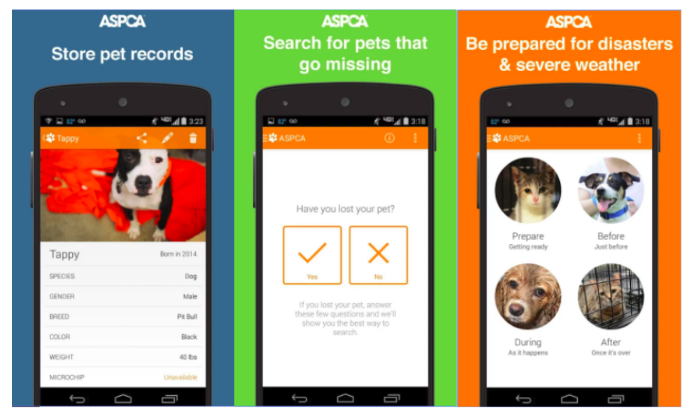 ASPCA
Store pet records
52°
3:23
Tappy
Tappy
Born in 2014
SPECIES
Dog
GENDER
Male
BREED
Pit Bull
COLOR
Black
WEIGHT
40 lbs
MICROCHIP
Unavailable
ASPCA
Search for pets that
go missing
52°
3:18
ASPCA
Have you lost your pet?
Yes
No
If you lost your pet, answer
these few questions and we'll
show you the best way to
search.
ASPCA
Be prepared for disasters
& severe weather
52°
3:18
ASPCA
Prepare
Getting ready
Before
Just before
During
As it happens
After
Once it's over